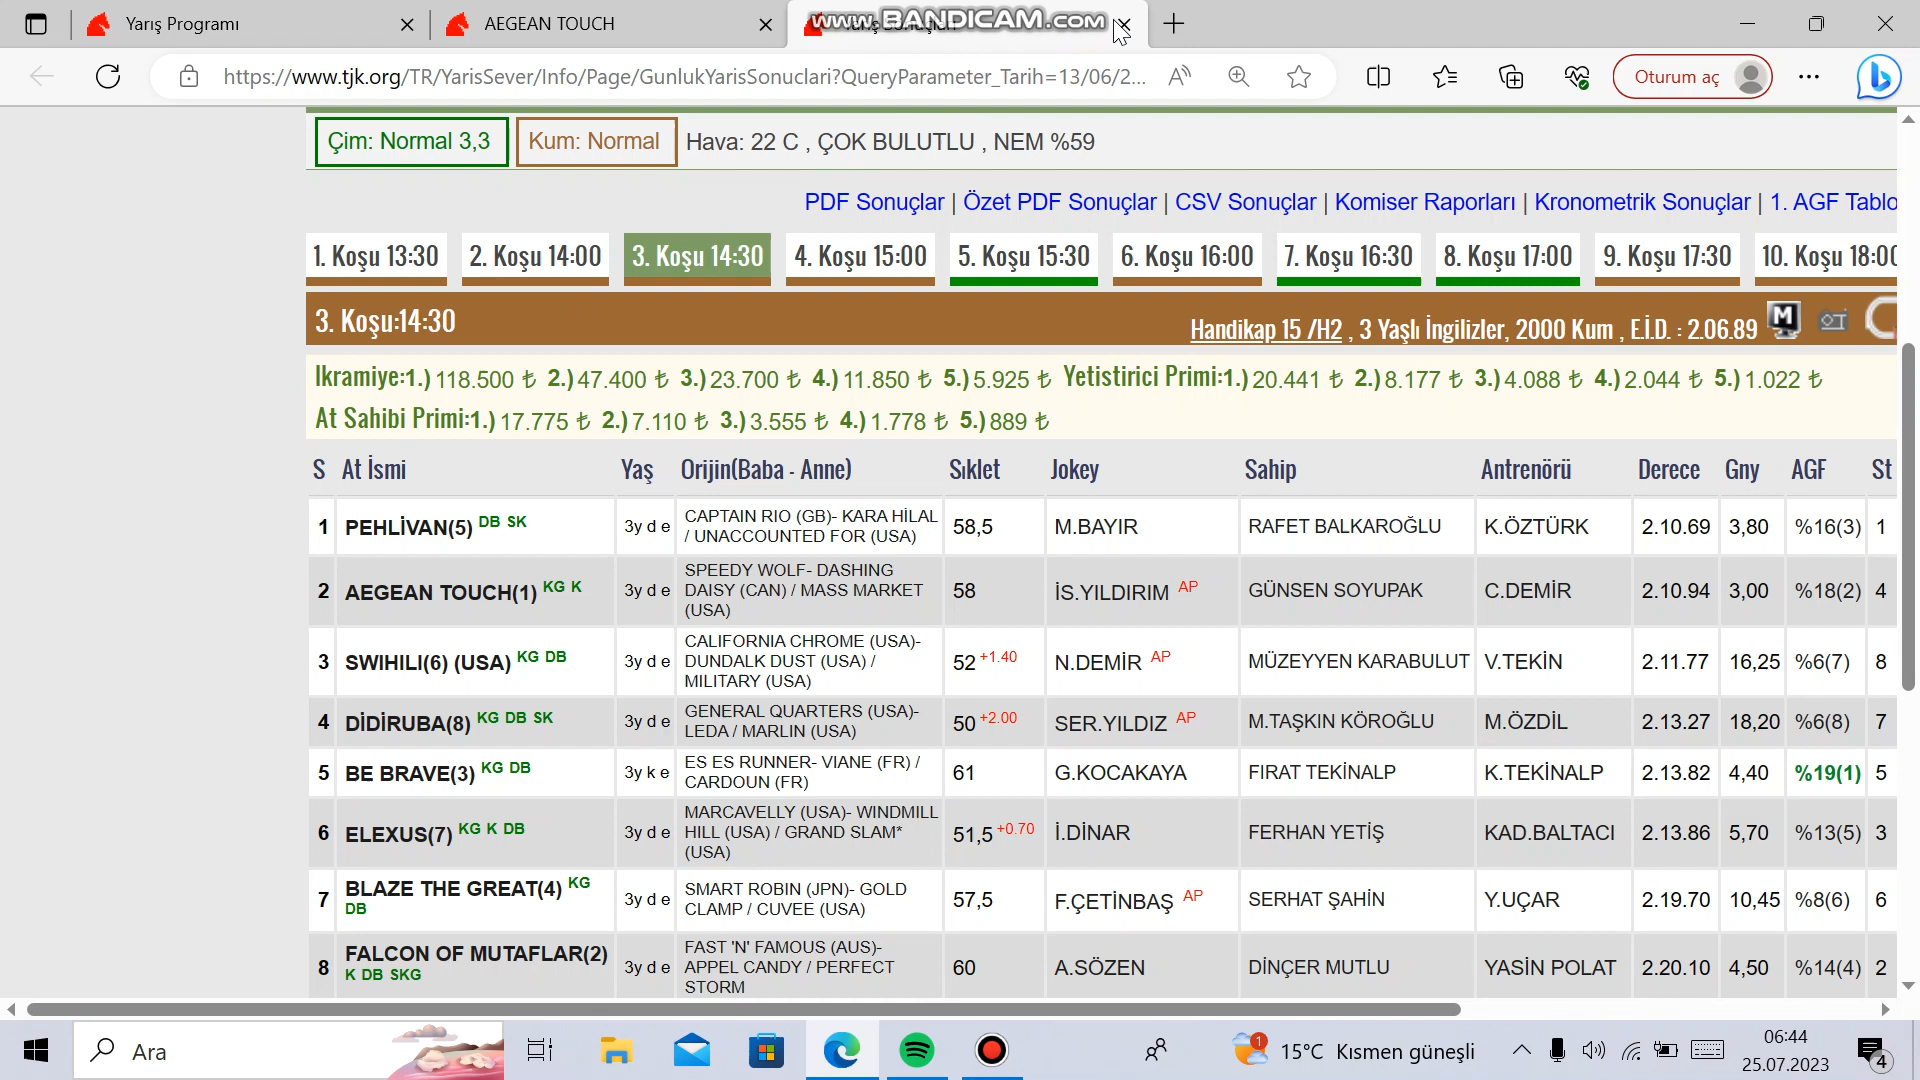 Yarış Programı
AEGEAN TOUCH
www.BANDICAM.com
https://www.tjk.org/TR/YarisSever/Info/Page/GunlukYarisSonuclari?QueryParameter_Tarih=13/06/2...
Oturum aç
Çim: Normal 3,3 Kum: Normal Hava: 22 C , ÇOK BULUTLU , NEM %59
PDF Sonuçlar | Özet PDF Sonuçlar | CSV Sonuçlar | Komiser Raporları | Kronometrik Sonuçlar | 1. AGF Tablo
1. Koşu 13:30 2. Koşu 14:00 3. Koşu 14:30 4. Koşu 15:00 5. Koşu 15:30 6. Koşu 16:00 7. Koşu 16:30 8. Koşu 17:00 9. Koşu 17:30 10. Koşu 18:00
3. Koşu:14:30
Handikap 15 /H2 , 3 Yaşlı İngilizler, 2000 Kum , E.İ.D. : 2.06.89
Ikramiye:1.) 118.500 ₺ 2.) 47.400 ₺ 3.) 23.700 ₺ 4.) 11.850 ₺ 5.) 5.925 ₺ Yetistirici Primi:1.) 20.441 ₺ 2.) 8.177 ₺ 3.) 4.088 ₺ 4.) 2.044 ₺ 5.) 1.022 ₺
At Sahibi Primi:1.) 17.775 ₺ 2.) 7.110 ₺ 3.) 3.555 ₺ 4.) 1.778 ₺ 5.) 889 ₺
S At İsmi Yaş Orijin(Baba - Anne) Sıklet Jokey Sahip Antrenörü Derece Gny AGF St
1 PEHLİVAN(5) DB SK 3y d e CAPTAIN RIO (GB)- KARA HİLAL / UNACCOUNTED FOR (USA) 58,5 M.BAYIR RAFET BALKAROĞLU K.ÖZTÜRK 2.10.69 3,80 %16(3) 1
2 AEGEAN TOUCH(1) KG K 3y d e SPEEDY WOLF- DASHING DAISY (CAN) / MASS MARKET (USA) 58 İS.YILDIRIM AP GÜNSEN SOYUPAK C.DEMİR 2.10.94 3,00 %18(2) 4
3 SWIHILI(6) (USA) KG DB 3y d e CALIFORNIA CHROME (USA)- DUNDALK DUST (USA) / MILITARY (USA) 52 +1.40 N.DEMİR AP MÜZEYYEN KARABULUT V.TEKİN 2.11.77 16,25 %6(7) 8
4 DİDİRUBA(8) KG DB SK 3y d e GENERAL QUARTERS (USA)- LEDA / MARLIN (USA) 50 +2.00 SER.YILDIZ AP M.TAŞKIN KÖROĞLU M.ÖZDİL 2.13.27 18,20 %6(8) 7
5 BE BRAVE(3) KG DB 3y k e ES ES RUNNER- VIANE (FR) / CARDOUN (FR) 61 G.KOCAKAYA FIRAT TEKİNALP K.TEKİNALP 2.13.82 4,40 %19(1) 5
6 ELEXUS(7) KG K DB 3y d e MARCAVELLY (USA)- WINDMILL HILL (USA) / GRAND SLAM* (USA) 51,5 +0.70 İ.DİNAR FERHAN YETİŞ KAD.BALTACI 2.13.86 5,70 %13(5) 3
7 BLAZE THE GREAT(4) KG DB 3y d e SMART ROBIN (JPN)- GOLD CLAMP / CUVEE (USA) 57,5 F.ÇETİNBAŞ AP SERHAT ŞAHİN Y.UÇAR 2.19.70 10,45 %8(6) 6
8 FALCON OF MUTAFLAR(2) K DB SKG 3y d e FAST 'N' FAMOUS (AUS)- APPEL CANDY / PERFECT STORM 60 A.SÖZEN DİNÇER MUTLU YASİN POLAT 2.20.10 4,50 %14(4) 2
Ara
1
15°C Kısmen güneşli
06:44
25.07.2023
4